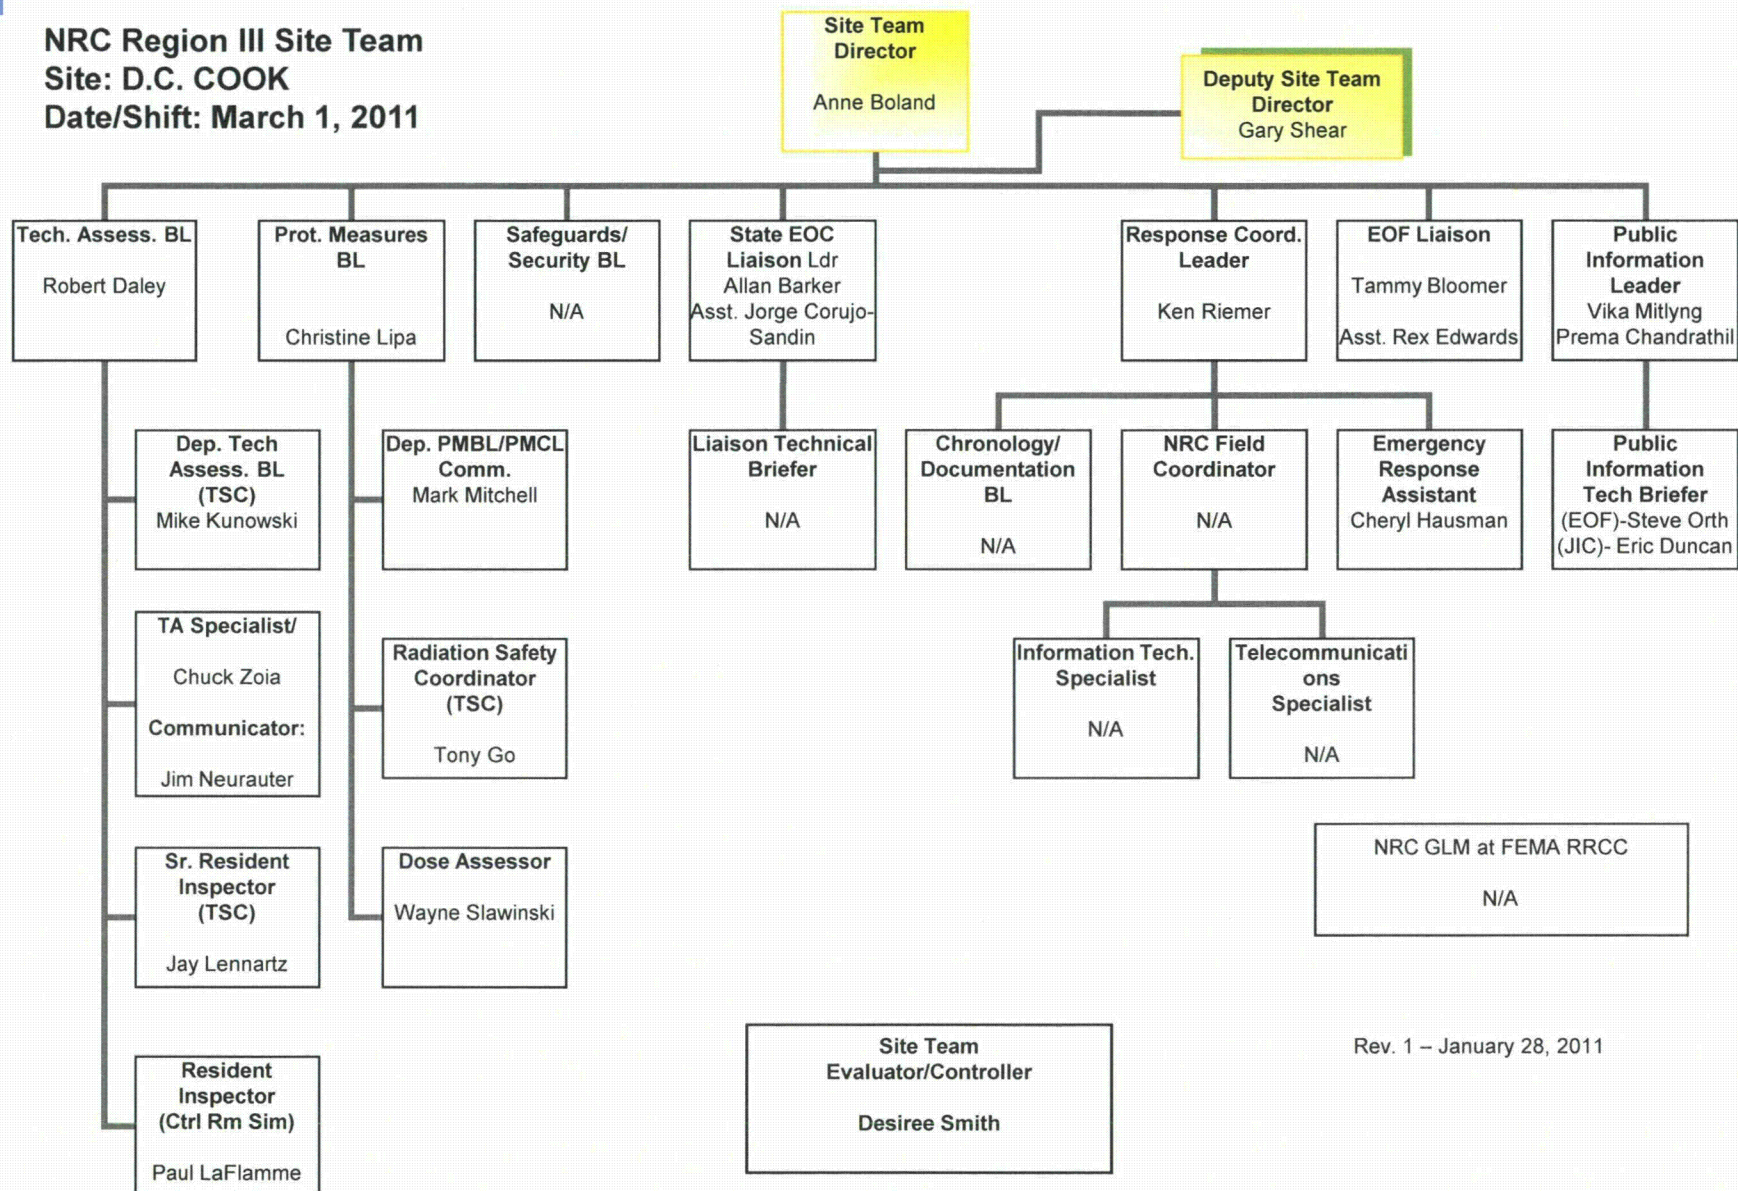 NRC Region III Site Team
Site: D.C. COOK
Date/Shift: March 1, 2011
Site Team
Director
Anne Boland
Deputy Site Team
Director
Gary Shear
Tech. Assess. BL
Robert Daley
Prot. Measures
BL
Christine Lipa
Safeguards/
Security BL
N/A
State EOC
Liaison Ldr
Allan Barker
Asst. Jorge Corujo-
Sandin
Response Coord.
Leader
Ken Riemer
EOF Liaison
Tammy Bloomer
Asst. Rex Edwards
Public
Information
Leader
Vika Mitlyng
Prema Chandrathil
Dep. Tech
Assess. BL
(TSC)
Mike Kunowski
Dep. PMBL/PMCL
Comm.
Mark Mitchell
Liaison Technical
Briefer
N/A
Chronology/
Documentation
BL
N/A
NRC Field
Coordinator
N/A
Emergency
Response
Assistant
Cheryl Hausman
Public
Information
Tech Briefer
(EOF)-Steve Orth
(JIC)- Eric Duncan
TA Specialist/
Chuck Zoia
Communicator:
Jim Neurauter
Radiation Safety
Coordinator
(TSC)
Tony Go
Information Tech.
Specialist
N/A
Telecommunicati
ons
Specialist
N/A
NRC GLM at FEMA RRCC
N/A
Sr. Resident
Inspector
(TSC)
Jay Lennartz
Dose Assessor
Wayne Slawinski
Site Team
Evaluator/Controller
Desiree Smith
Rev. 1 – January 28, 2011
Resident
Inspector
(Ctrl Rm Sim)
Paul LaFlamme